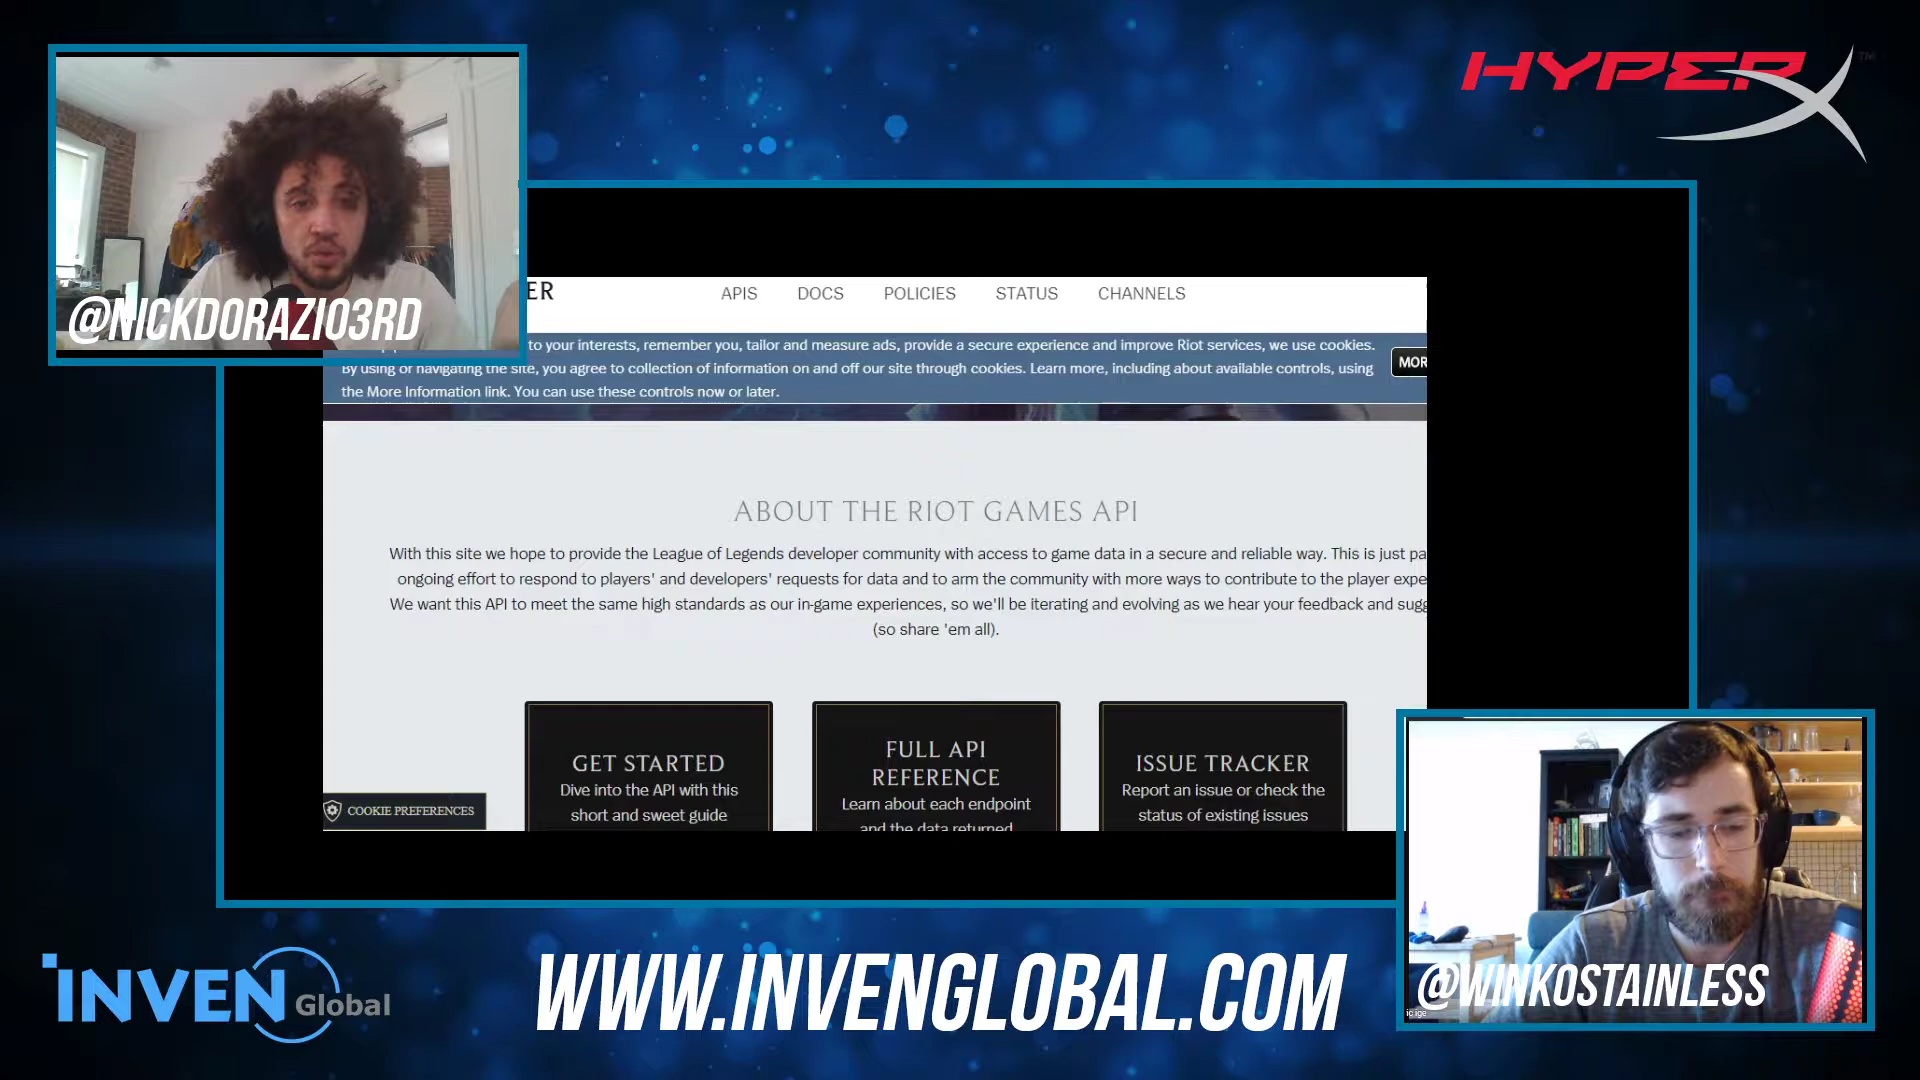 HYPERX
TM
@NICKDORAZIO3RD
ER
APIS DOCS POLICIES STATUS CHANNELS
to your interests, remember you, tailor and measure ads, provide a secure experience and improve Riot services, we use cookies.
By using or navigating the site, you agree to collection of information on and off our site through cookies. Learn more, including about available controls, using
the More Information link. You can use these controls now or later.
MOR
ABOUT THE RIOT GAMES API
With this site we hope to provide the League of Legends developer community with access to game data in a secure and reliable way. This is just pa
ongoing effort to respond to players' and developers' requests for data and to arm the community with more ways to contribute to the player expe
We want this API to meet the same high standards as our in-game experiences, so we'll be iterating and evolving as we hear your feedback and sugg
(so share 'em all).
GET STARTED
Dive into the API with this
short and sweet guide
FULL API
REFERENCE
Learn about each endpoint
and the data returned
ISSUE TRACKER
Report an issue or check the
status of existing issues
COOKIE PREFERENCES
@WINKOSTAINLESS
INVEN Global
WWW.INVENGLOBAL.COM